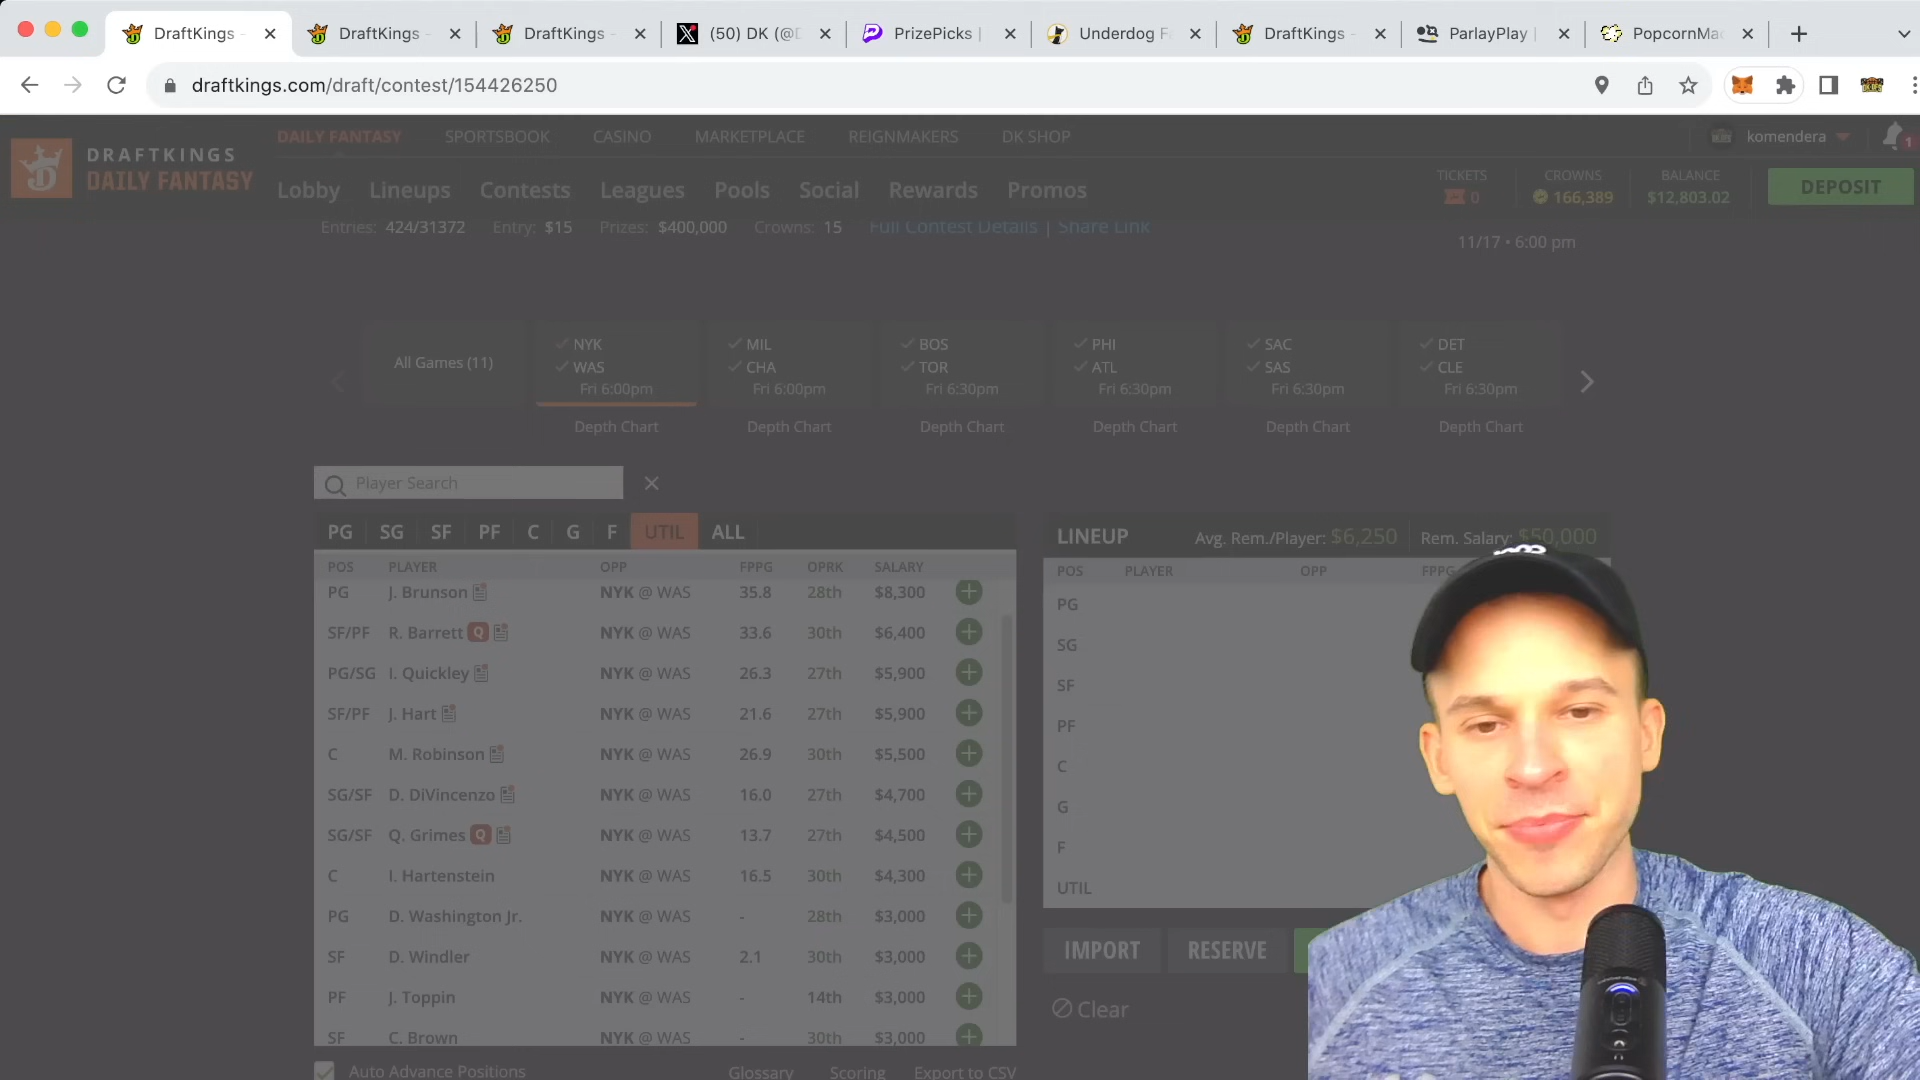 DraftKings -
DraftKings -
DraftKings -
(50) DK (@D
PrizePicks |
Underdog F
DraftKings -
ParlayPlay |
PopcornMa
draftkings.com/draft/contest/154426250
DRAFTKINGS
DAILY FANTASY
DAILY FANTASY SPORTSBOOK CASINO MARKETPLACE REIGNMAKERS DK SHOP
komendera
1
Lobby Lineups Contests Leagues Pools Social Rewards Promos
TICKETS
0
CROWNS
166,389
BALANCE
$12,803.02
DEPOSIT
Entries: 424/31372 Entry: $15 Prizes: $400,000 Crowns: 15 Full Contest Details | Share Link
11/17 • 6:00 pm
All Games (11)
NYK
WAS
Fri 6:00pm
Depth Chart
MIL
CHA
Fri 6:00pm
Depth Chart
BOS
TOR
Fri 6:30pm
Depth Chart
PHI
ATL
Fri 6:30pm
Depth Chart
SAC
SAS
Fri 6:30pm
Depth Chart
DET
CLE
Fri 6:30pm
Depth Chart
Player Search
PG SG SF PF C G F UTIL ALL
POS PLAYER OPP FPPG OPRK SALARY
PG J. Brunson NYK @ WAS 35.8 28th $8,300
SF/PF R. Barrett Q NYK @ WAS 33.6 30th $6,400
PG/SG I. Quickley NYK @ WAS 26.3 27th $5,900
SF/PF J. Hart NYK @ WAS 21.6 27th $5,900
C M. Robinson NYK @ WAS 26.9 30th $5,500
SG/SF D. DiVincenzo NYK @ WAS 16.0 27th $4,700
SG/SF Q. Grimes Q NYK @ WAS 13.7 27th $4,500
C I. Hartenstein NYK @ WAS 16.5 30th $4,300
PG D. Washington Jr. NYK @ WAS - 28th $3,000
SF D. Windler NYK @ WAS 2.1 30th $3,000
PF J. Toppin NYK @ WAS - 14th $3,000
SF C. Brown NYK @ WAS - 30th $3,000
Auto Advance Positions Glossary Scoring Export to CSV
LINEUP Avg. Rem./Player: $6,250 Rem. Salary: $50,000
POS PLAYER OPP FPPG
PG
SG
SF
PF
C
G
F
UTIL
IMPORT RESERVE
Clear